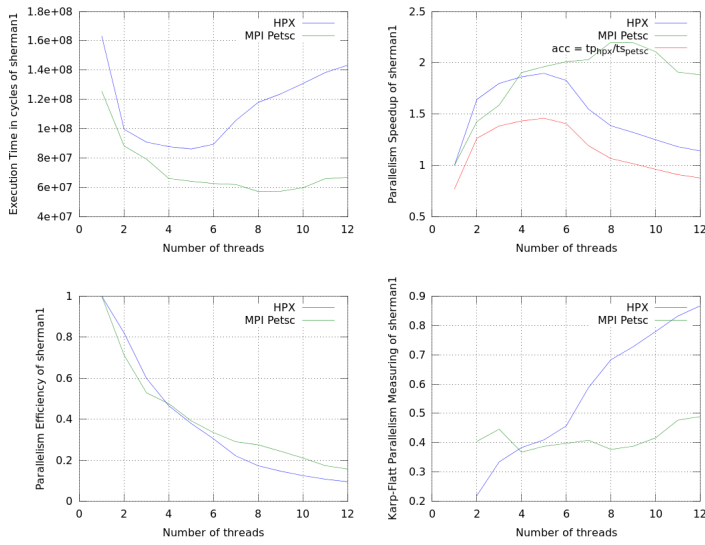 Execution Time in cycles of sherman1
1.8e+08
1.6e+08
1.4e+08
1.2e+08
1e+08
8e+07
6e+07
4e+07
HPX
MPI Petsc
0 2 4 6 8 10 12
Number of threads
Parallelism Speedup of sherman1
2.5
2
1.5
1
0.5
HPX
MPI Petsc
acc = tp_hpx/ts_petsc
0 2 4 6 8 10 12
Number of threads
Parallelism Efficiency of sherman1
1
0.8
0.6
0.4
0.2
0
HPX
MPI Petsc
0 2 4 6 8 10 12
Number of threads
Karp-Flatt Parallelism Measuring of sherman1
0.9
0.8
0.7
0.6
0.5
0.4
0.3
0.2
HPX
MPI Petsc
0 2 4 6 8 10 12
Number of threads